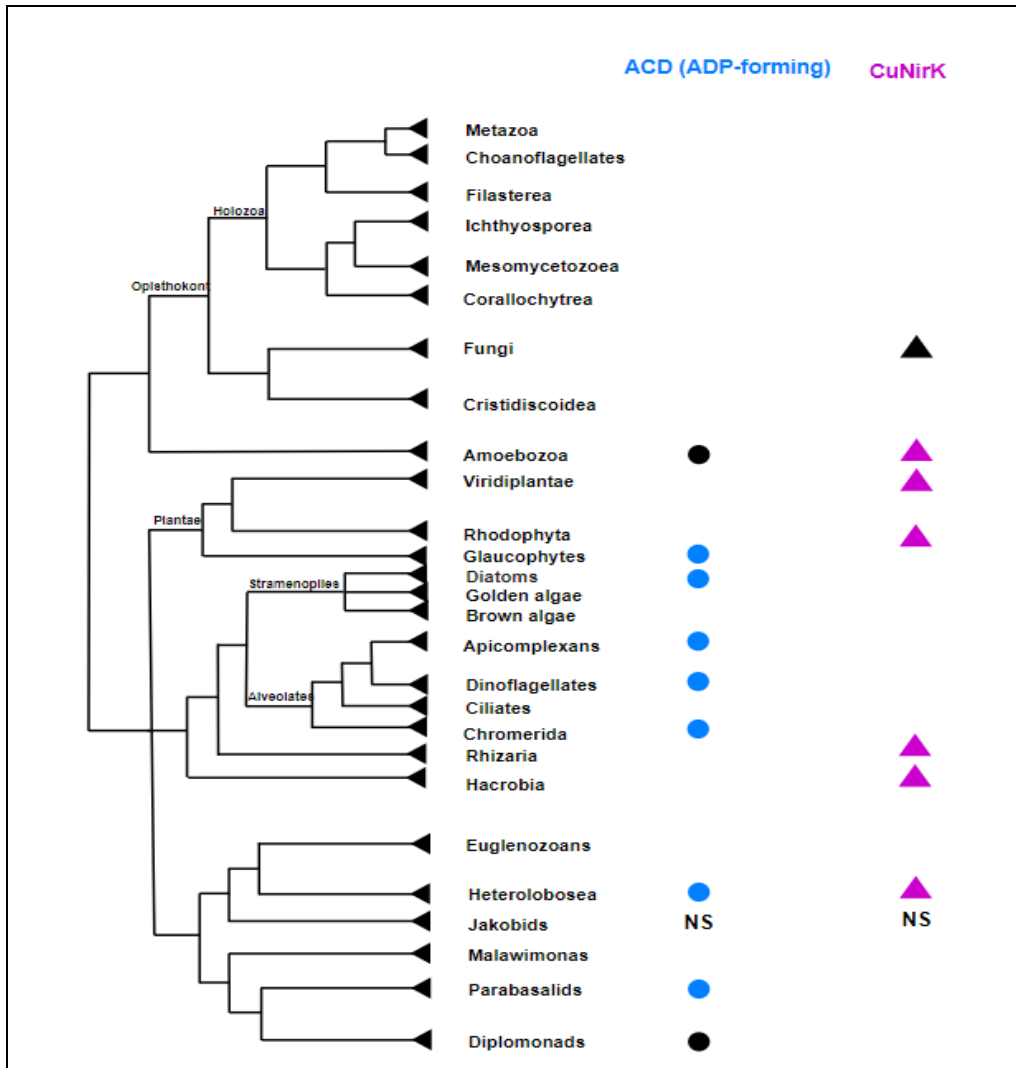 ACD (ADP-forming) CuNirK
Metazoa
Choanoflagellates
Filasterea
Holozoa
Ichthyosporea
Mesomycetozoea
Opisthokont
Corallochytrea
Fungi
Cristidiscoidea
Amoebozoa
Viridiplantae
Plantae
Rhodophyta
Glaucophytes
Diatoms
Stramenopiles
Golden algae
Brown algae
Apicomplexans
Dinoflagellates
Alveolates
Ciliates
Chromerida
Rhizaria
Hacrobia
Euglenozoans
Heterolobosea
Jakobids NS NS
Malawimonas
Parabasalids
Diplomonads